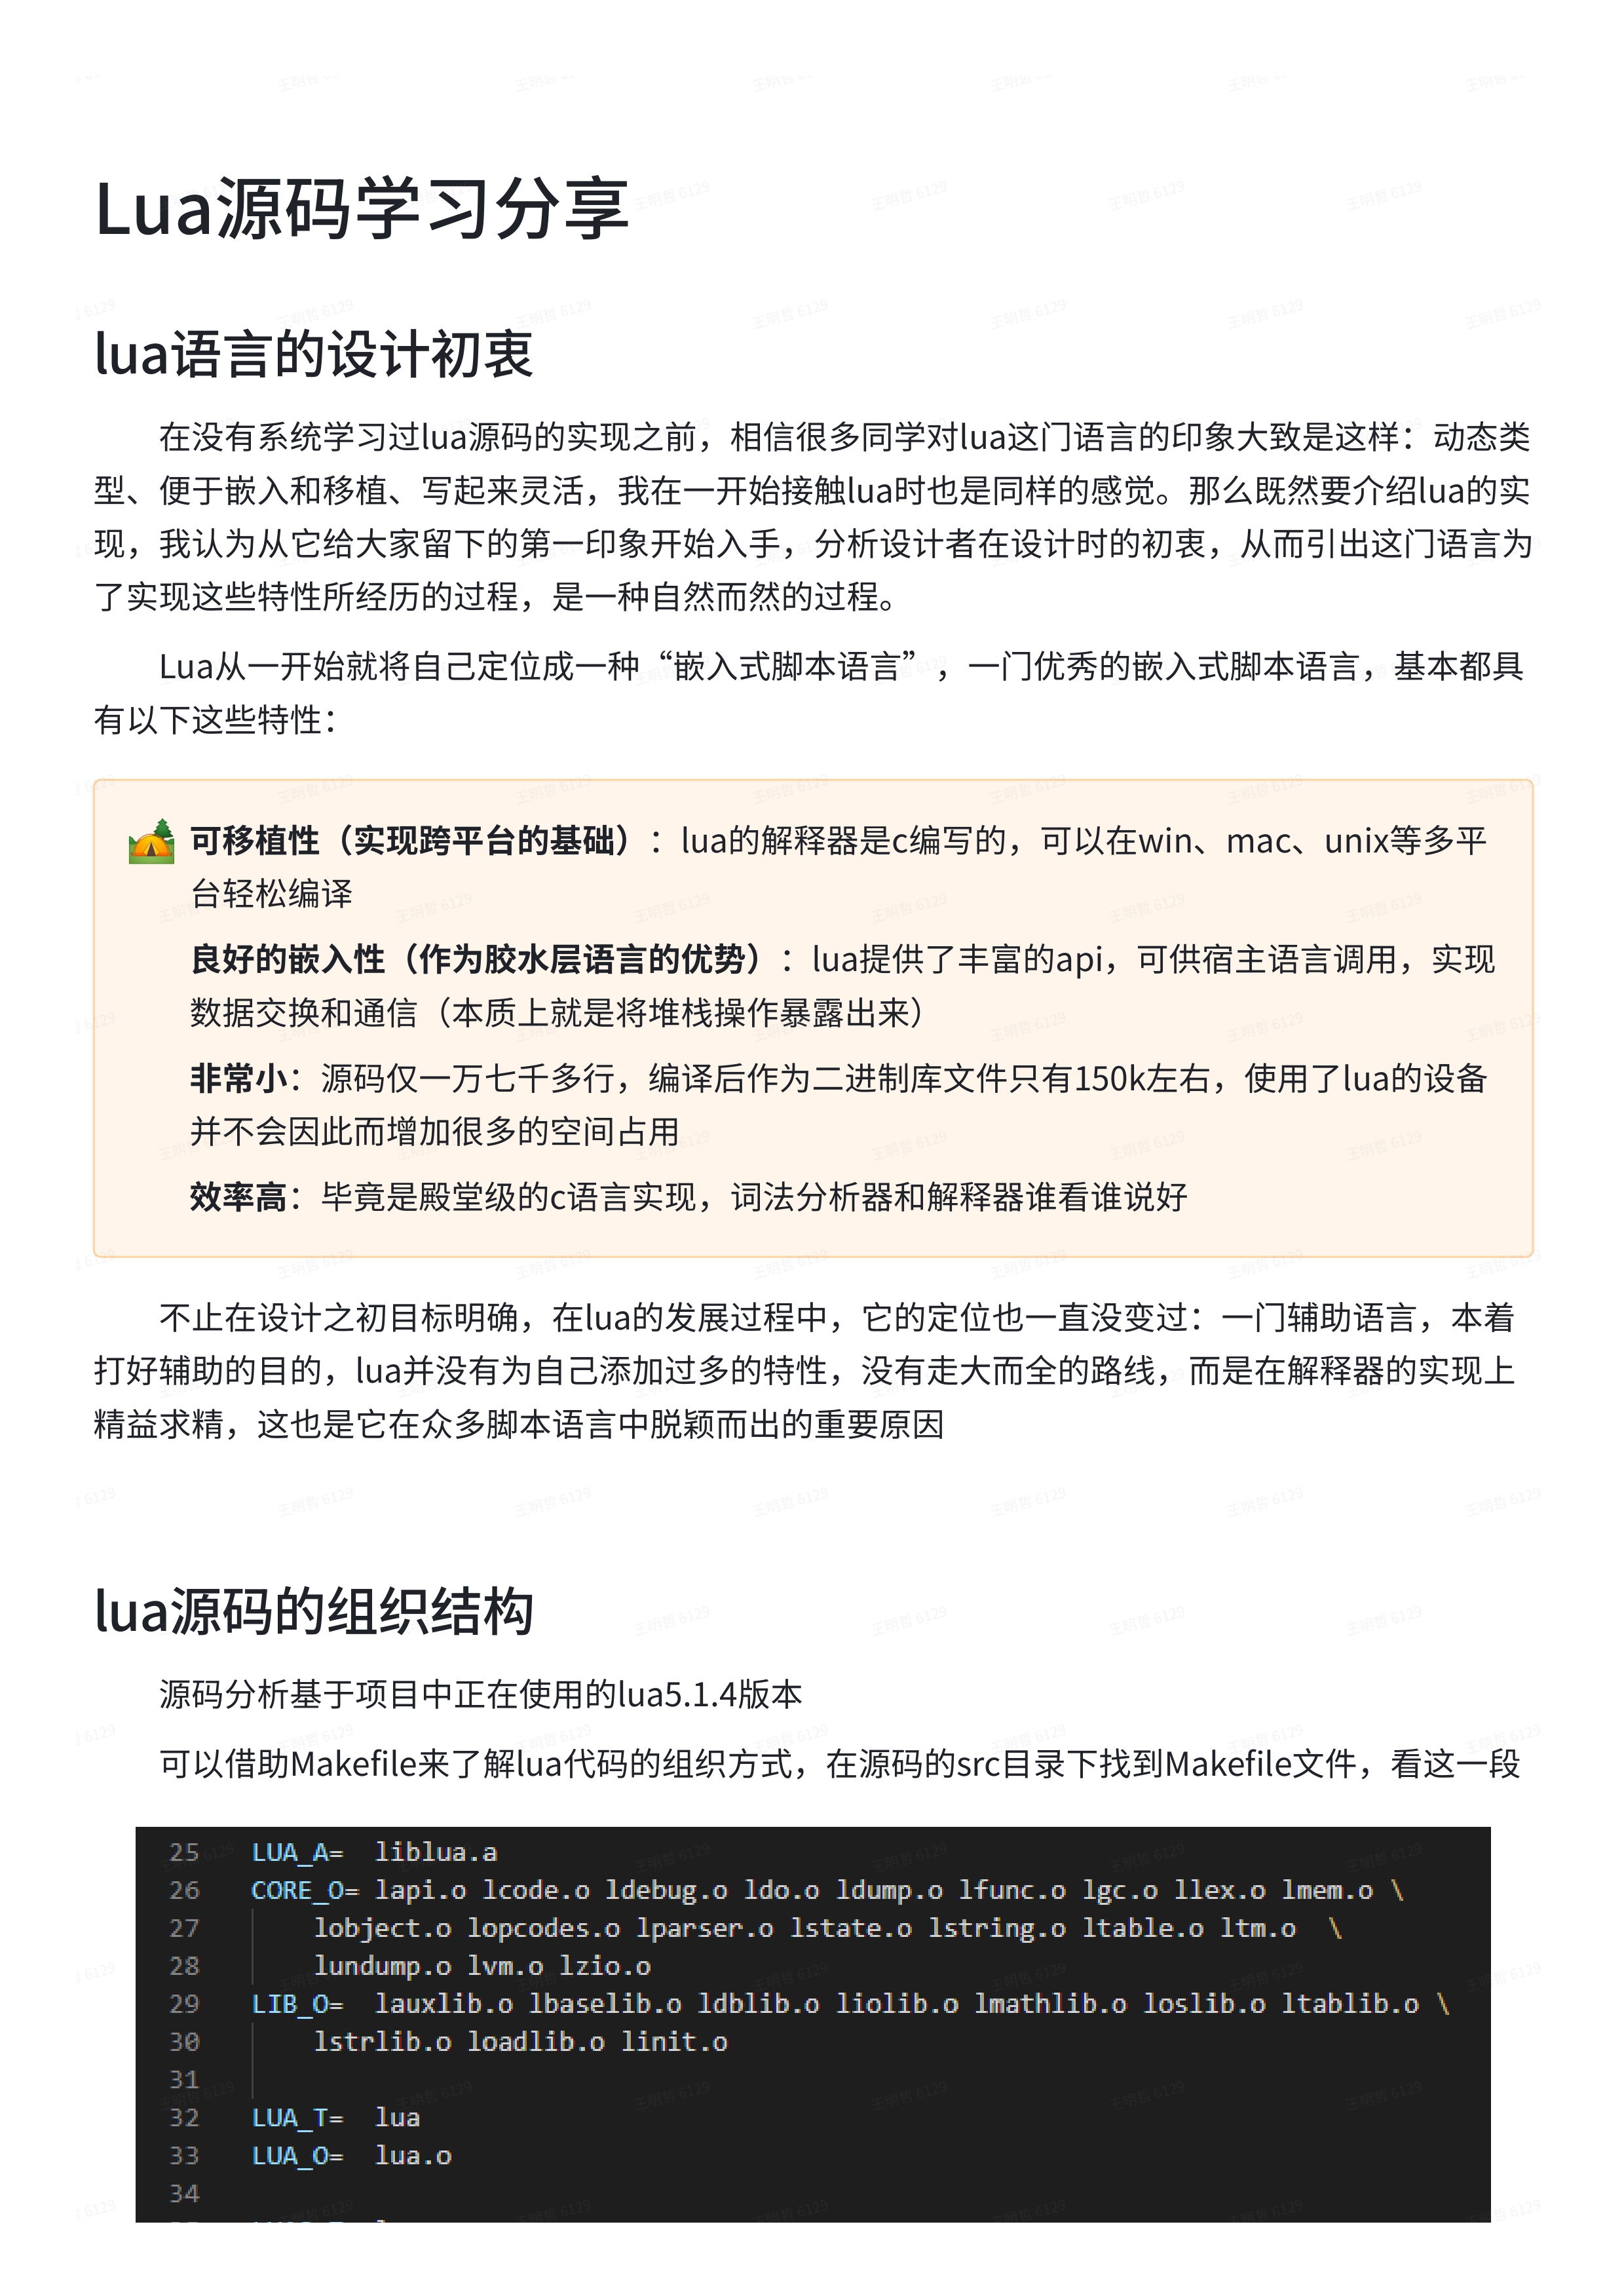 Lua源码学习分享
lua语言的设计初衷
在没有系统学习过lua源码的实现之前，相信很多同学对lua这门语言的印象大致是这样：动态类
型、便于嵌入和移植、写起来灵活，我在一开始接触lua时也是同样的感觉。那么既然要介绍lua的实
现，我认为从它给大家留下的第一印象开始入手，分析设计者在设计时的初衷，从而引出这门语言为
了实现这些特性所经历的过程，是一种自然而然的过程。
Lua从一开始就将自己定位成一种“嵌入式脚本语言”，一门优秀的嵌入式脚本语言，基本都具
有以下这些特性：
可移植性（实现跨平台的基础）：lua的解释器是c编写的，可以在win、mac、unix等多平
台轻松编译
良好的嵌入性（作为胶水层语言的优势）：lua提供了丰富的api，可供宿主语言调用，实现
数据交换和通信（本质上就是将堆栈操作暴露出来）
非常小：源码仅一万七千多行，编译后作为二进制库文件只有150k左右，使用了lua的设备
并不会因此而增加很多的空间占用
效率高：毕竟是殿堂级的c语言实现，词法分析器和解释器谁看谁说好
不止在设计之初目标明确，在lua的发展过程中，它的定位也一直没变过：一门辅助语言，本着
打好辅助的目的，lua并没有为自己添加过多的特性，没有走大而全的路线，而是在解释器的实现上
精益求精，这也是它在众多脚本语言中脱颖而出的重要原因
lua源码的组织结构
源码分析基于项目中正在使用的lua5.1.4版本
可以借助Makefile来了解lua代码的组织方式，在源码的src目录下找到Makefile文件，看这一段
25 LUA_A= liblua.a
26 CORE_O= lapi.o lcode.o ldebug.o ldo.o ldump.o lfunc.o lgc.o llex.o lmem.o \
27 lobject.o lopcodes.o lparser.o lstate.o lstring.o ltable.o ltm.o \
28 lundump.o lvm.o lzio.o
29 LIB_O= lauxlib.o lbaselib.o ldblib.o liolib.o lmathlib.o loslib.o ltablib.o \
30 lstrlib.o loadlib.o linit.o
31
32 LUA_T= lua
33 LUA_O= lua.o
34
王明哲 6129